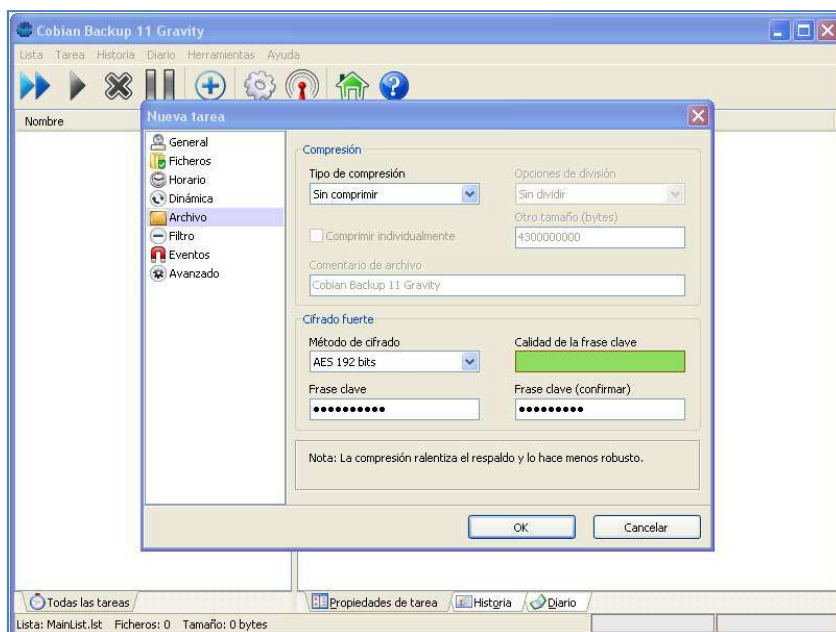 Cobian Backup 11 Gravity
Lista Tarea Historia Diario Herramientas Ayuda
Nombre
Nueva tarea
General
Ficheros
Horario
Dinámica
Archivo
Filtro
Eventos
Avanzado
Compresión
Tipo de compresión
Opciones de división
Sin comprimir
Sin dividir
Otro tamaño (bytes)
Comprimir individualmente
4300000000
Comentario de archivo
Cobian Backup 11 Gravity
Cifrado fuerte
Método de cifrado
Calidad de la frase clave
AES 192 bits
Frase clave
Frase clave (confirmar)
●●●●●●●●●●
●●●●●●●●●
Nota: La compresión ralentiza el respaldo y lo hace menos robusto.
OK
Cancelar
Todas las tareas
Propiedades de tarea
Historia
Diario
Lista: MainList.lst Ficheros: 0 Tamaño: 0 bytes